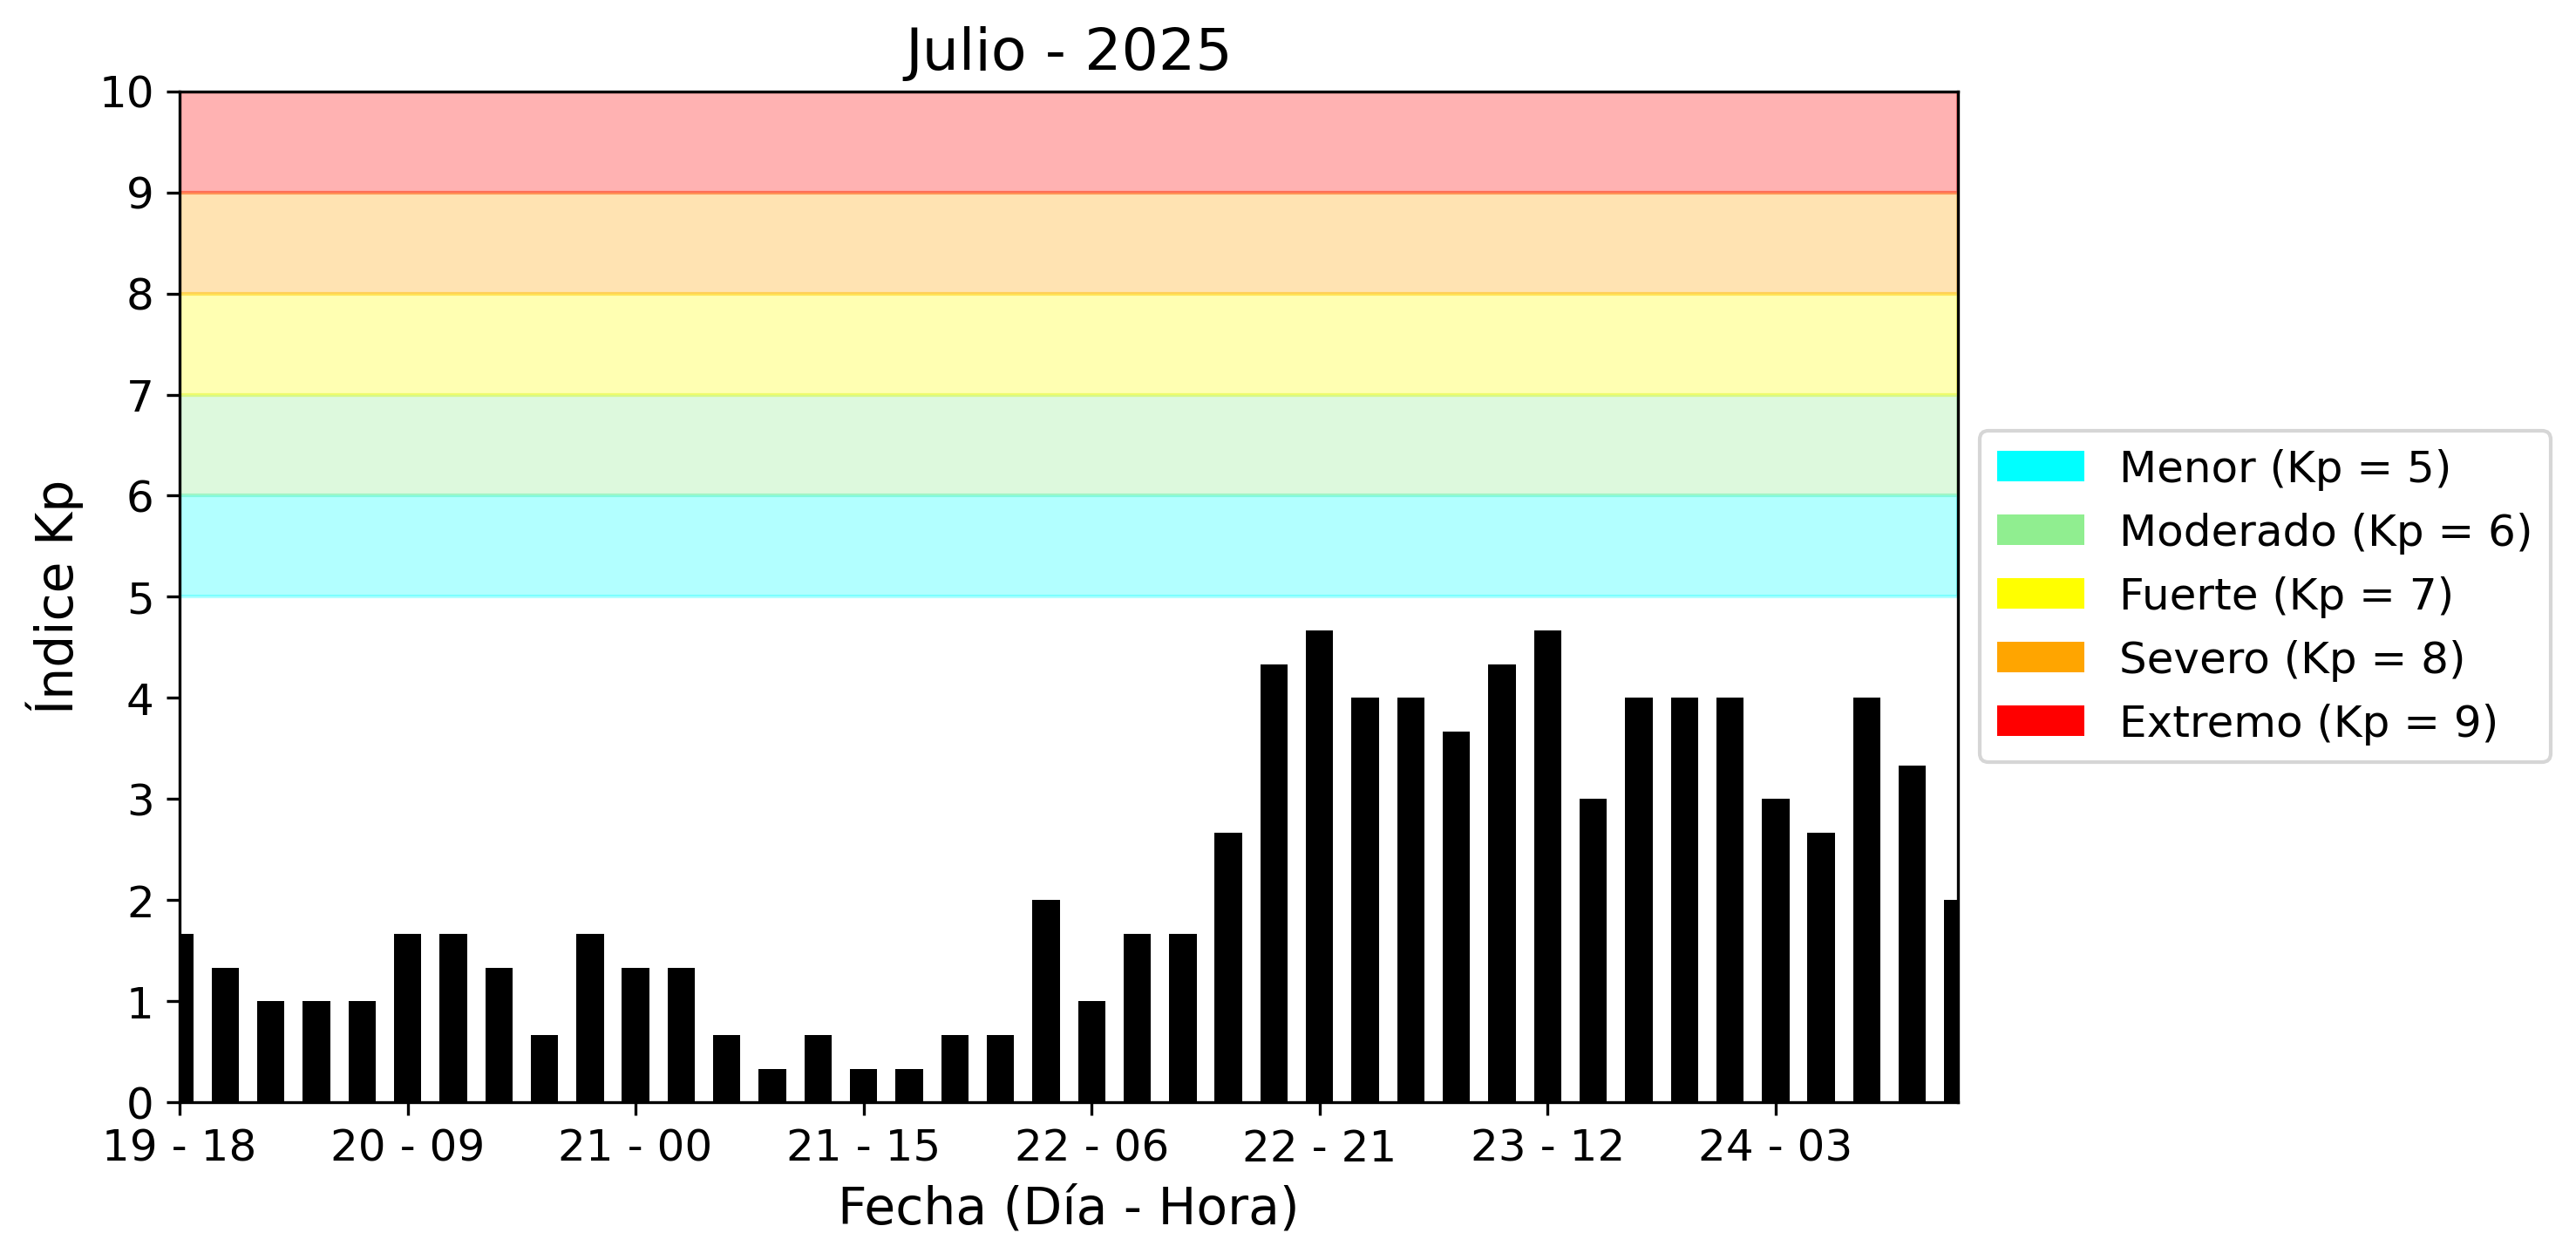 Julio - 2025
10
9
8
7
6
5
4
3
2
1
0
Índice Kp
19 - 18
20 - 09
21 - 00
21 - 15
22 - 06
22 - 21
23 - 12
24 - 03
Fecha (Día - Hora)
Menor (Kp = 5)
Moderado (Kp = 6)
Fuerte (Kp = 7)
Severo (Kp = 8)
Extremo (Kp = 9)